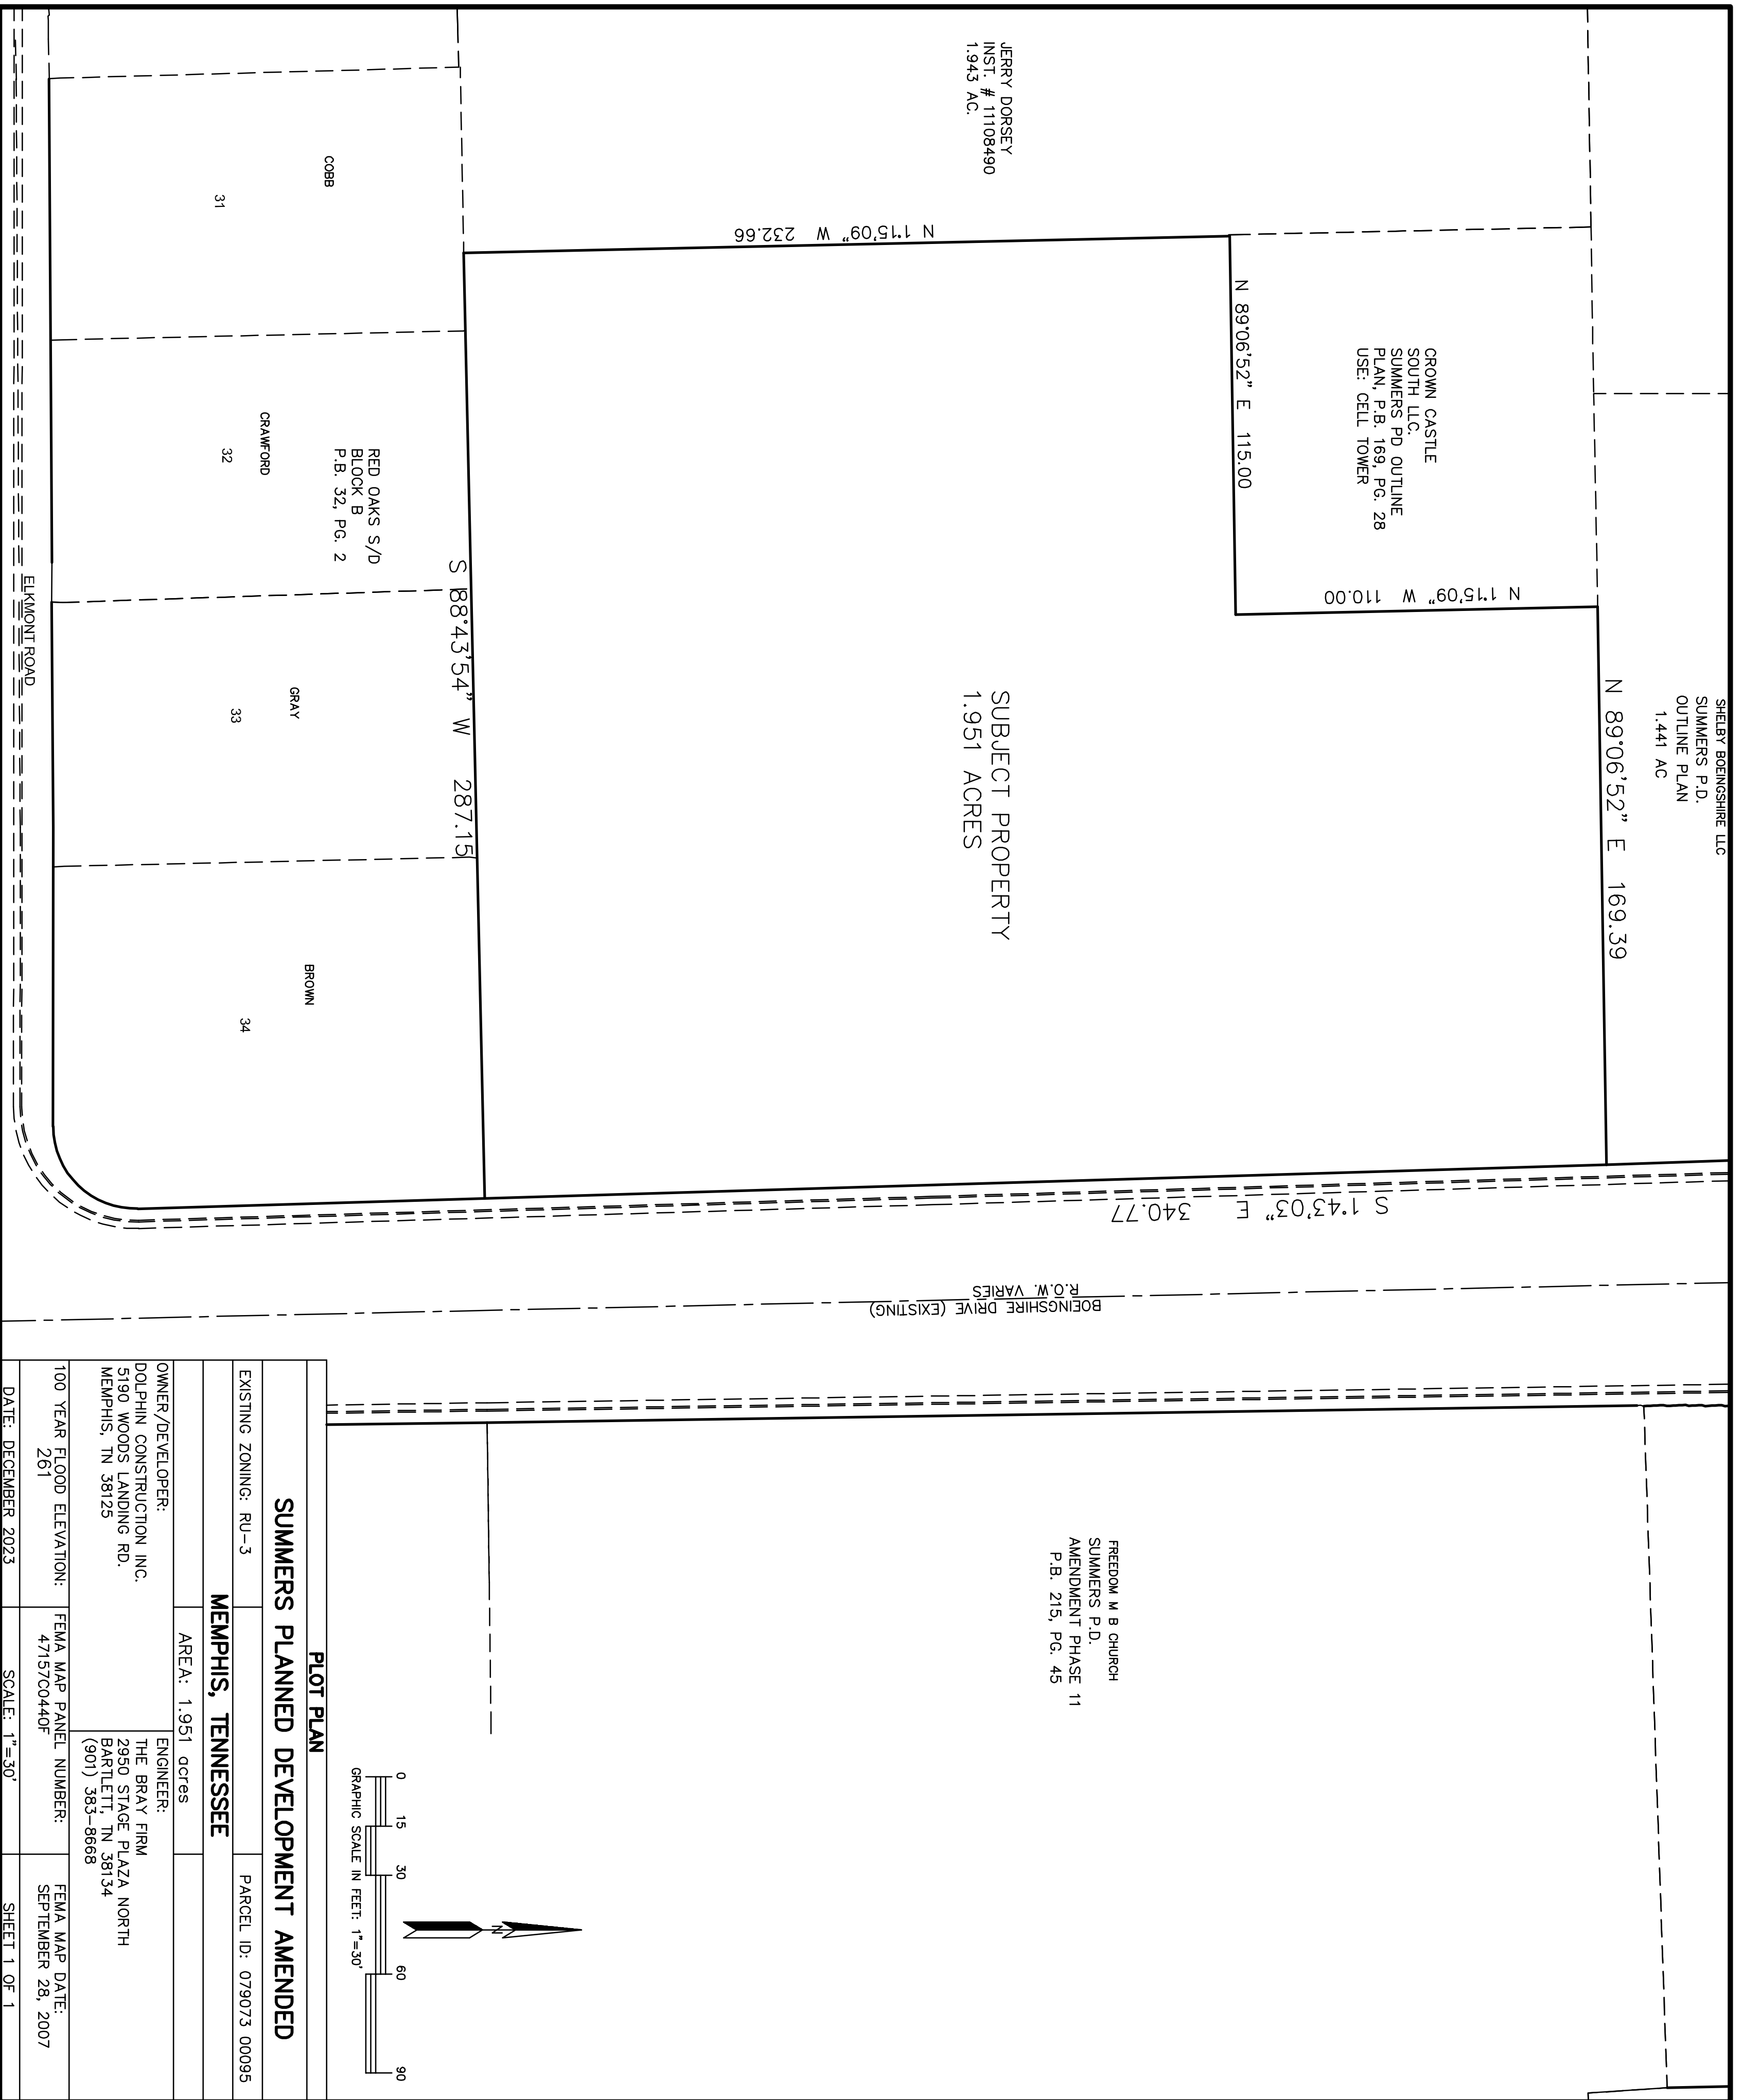 SHELBY BOEINGSHIRE LLC
SUMMERS P.D.
OUTLINE PLAN
1.441 AC
N 89°06'52" E 169.39
CROWN CASTLE
SOUTH LLC.
SUMMERS PD OUTLINE
PLAN, P.B. 169, PG. 28
USE: CELL TOWER
N 1°15'09" W 110.00
N 89°06'52" E 115.00
JERRY DORSEY
INST. # 11108490
1.943 AC.
N 1°15'09" W 232.66
SUBJECT PROPERTY
1.951 ACRES
S 1°43'03" E 340.77
BOEINGSHIRE DRIVE (EXISTING)
R.O.W. VARIES
FREEDOM M B CHURCH
SUMMERS P.D.
AMENDMENT PHASE 11
P.B. 215, PG. 45
S 88°43'54" W 287.15
RED OAKS S/D
BLOCK B
P.B. 32, PG. 2
COBB
31
CRAWFORD
32
GRAY
33
BROWN
34
ELKMONT ROAD
N
0 15 30 60 90
GRAPHIC SCALE IN FEET: 1"=30'
PLOT PLAN
SUMMERS PLANNED DEVELOPMENT AMENDED
EXISTING ZONING: RU-3
PARCEL ID: 079073 00095
MEMPHIS, TENNESSEE
AREA: 1.951 acres
OWNER/DEVELOPER:
DOLPHIN CONSTRUCTION INC.
5190 WOODS LANDING RD.
MEMPHIS, TN 38125
ENGINEER:
THE BRAY FIRM
2950 STAGE PLAZA NORTH
BARTLETT, TN 38134
(901) 383-8668
100 YEAR FLOOD ELEVATION:
261
FEMA MAP PANEL NUMBER:
47157C0440F
FEMA MAP DATE:
SEPTEMBER 28, 2007
DATE: DECEMBER 2023
SCALE: 1"=30'
SHEET 1 OF 1